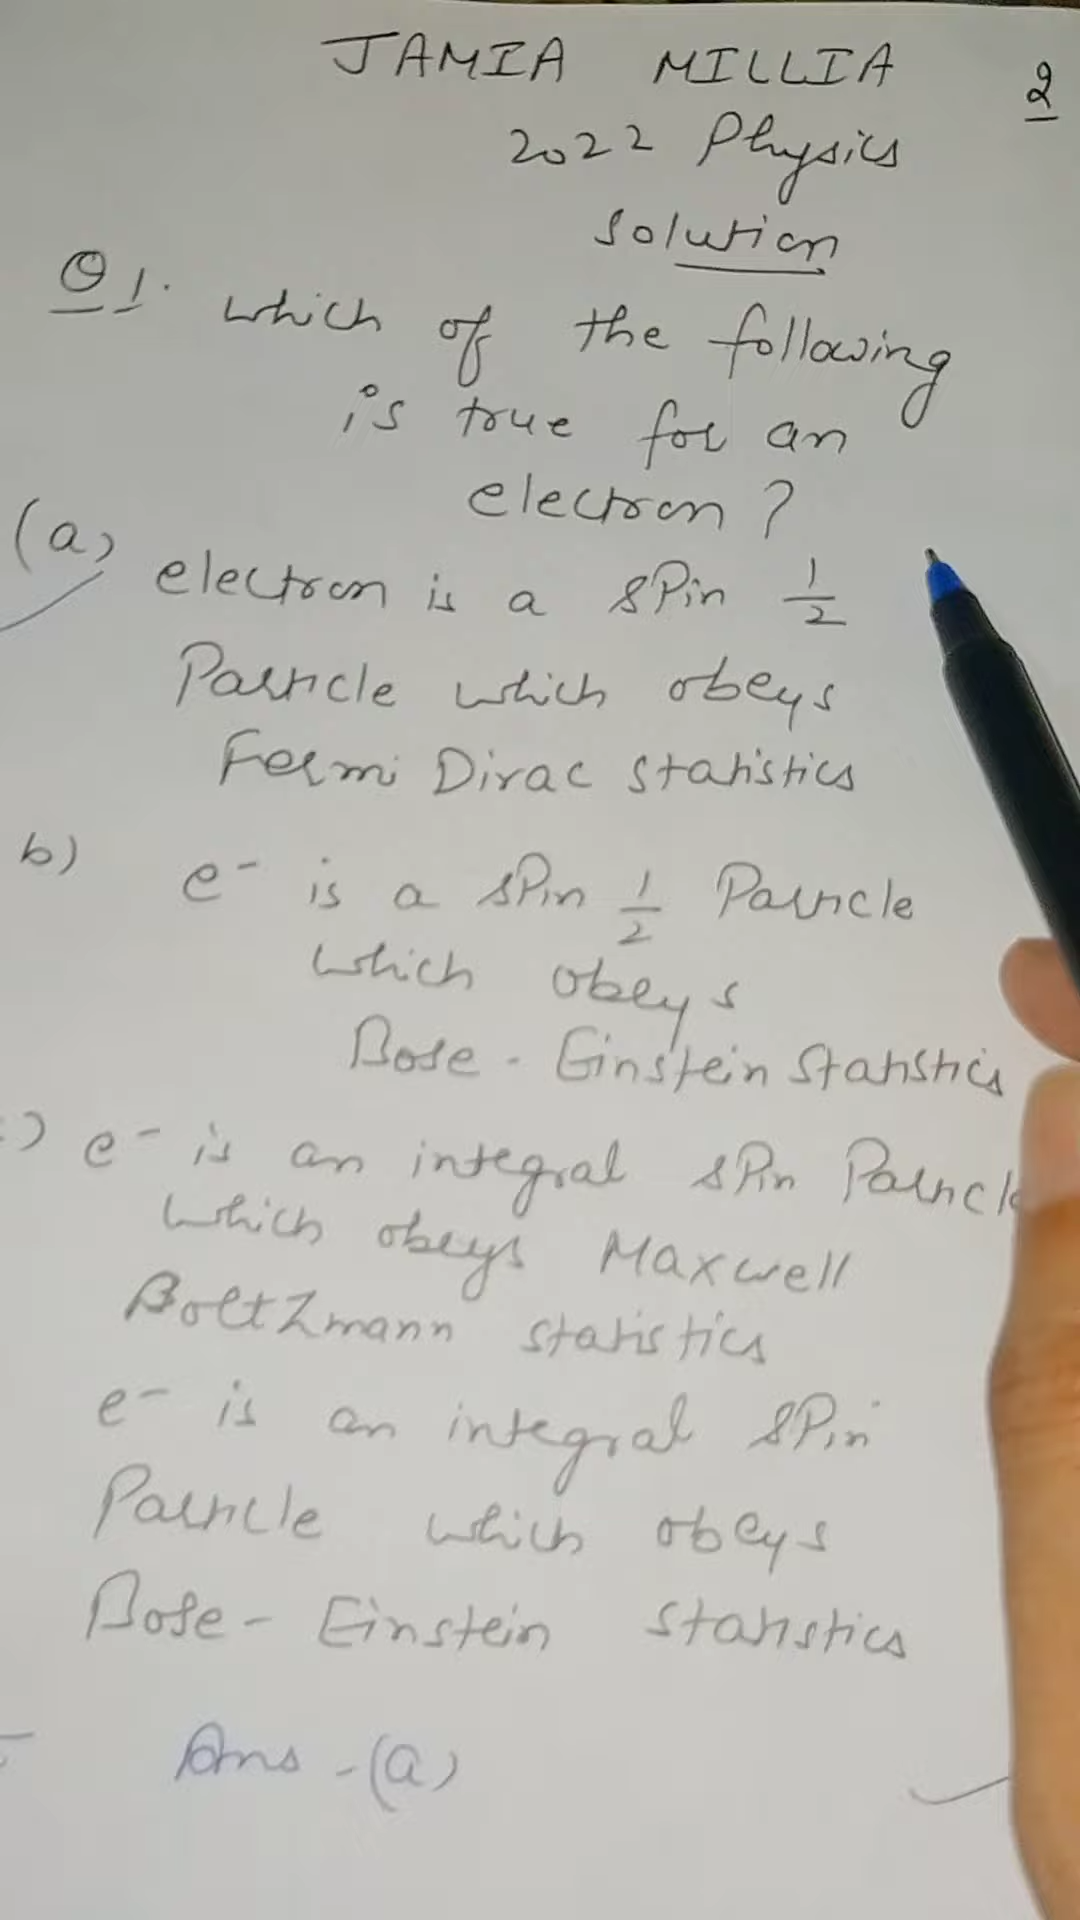 JAMIA MILLIA
2
2022 Physics
Solution
Q1. which of the following
is true for an
electron?
(a) electron is a spin 1/2
Particle which obeys
Fermi Dirac statistics
b) e⁻ is a spin 1/2 Particle
which obeys
Bose - Einstein Statistics
) e⁻ is an integral spin Particle
which obeys Maxwell
Boltzmann statistics
e⁻ is an integral spin
Particle which obeys
Bose - Einstein statistics
Ans - (a)